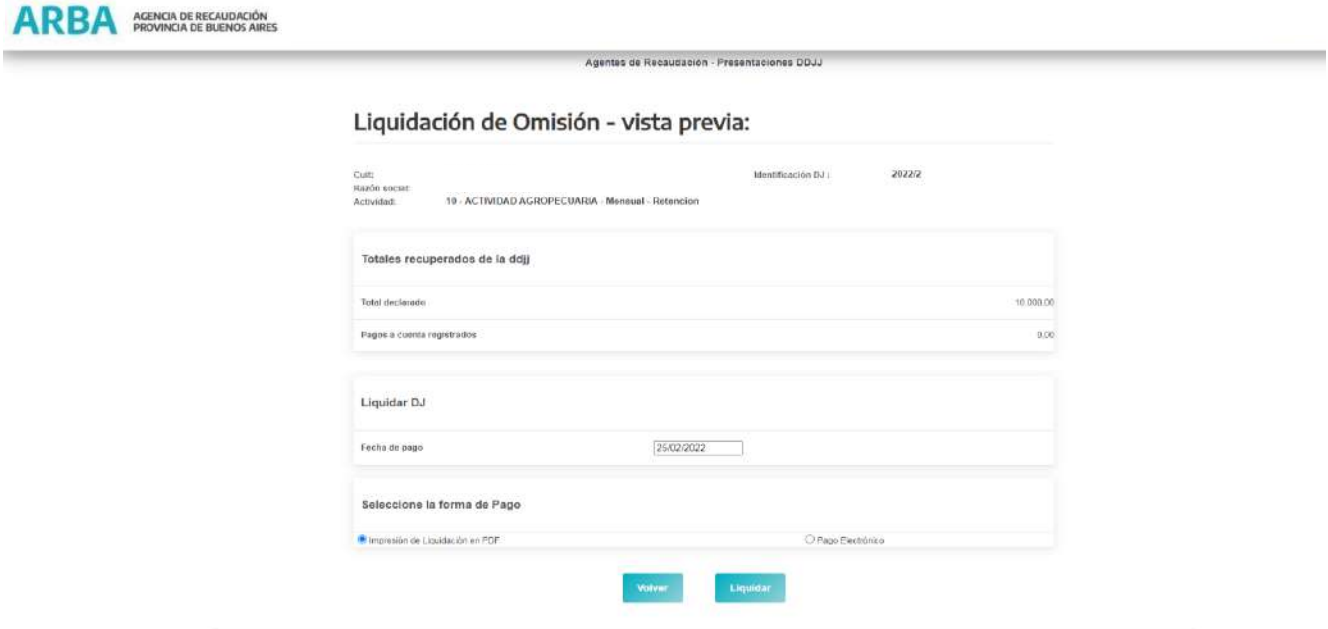 ARBA AGENCIA DE RECAUDACIÓN
PROVINCIA DE BUENOS AIRES
Agentes de Recaudación - Presentaciones DDJJ
Liquidación de Omisión - vista previa:
Cuit: Identificación DJ : 2022/2
Razón social:
Actividad: 19 - ACTIVIDAD AGROPECUARIA - Mensual - Retencion
Totales recuperados de la ddjj
Total declarado 10.000,00
Pagos a cuenta registrados 0,00
Liquidar DJ
Fecha de pago 25/02/2022
Seleccione la forma de Pago
Impresión de Liquidación en PDF Pago Electrónico
Volver Liquidar